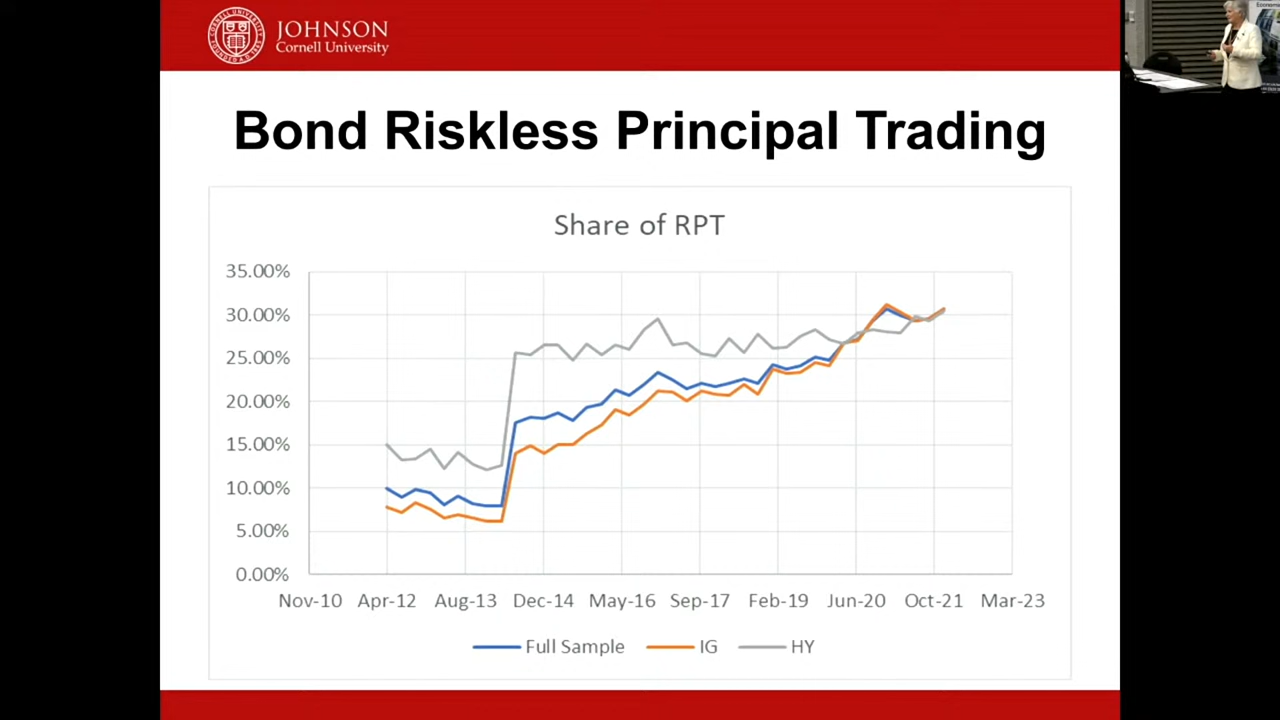 JOHNSON
Cornell University
Bond Riskless Principal Trading
Share of RPT
35.00%
30.00%
25.00%
20.00%
15.00%
10.00%
5.00%
0.00%
Nov-10 Apr-12 Aug-13 Dec-14 May-16 Sep-17 Feb-19 Jun-20 Oct-21 Mar-23
Full Sample IG HY